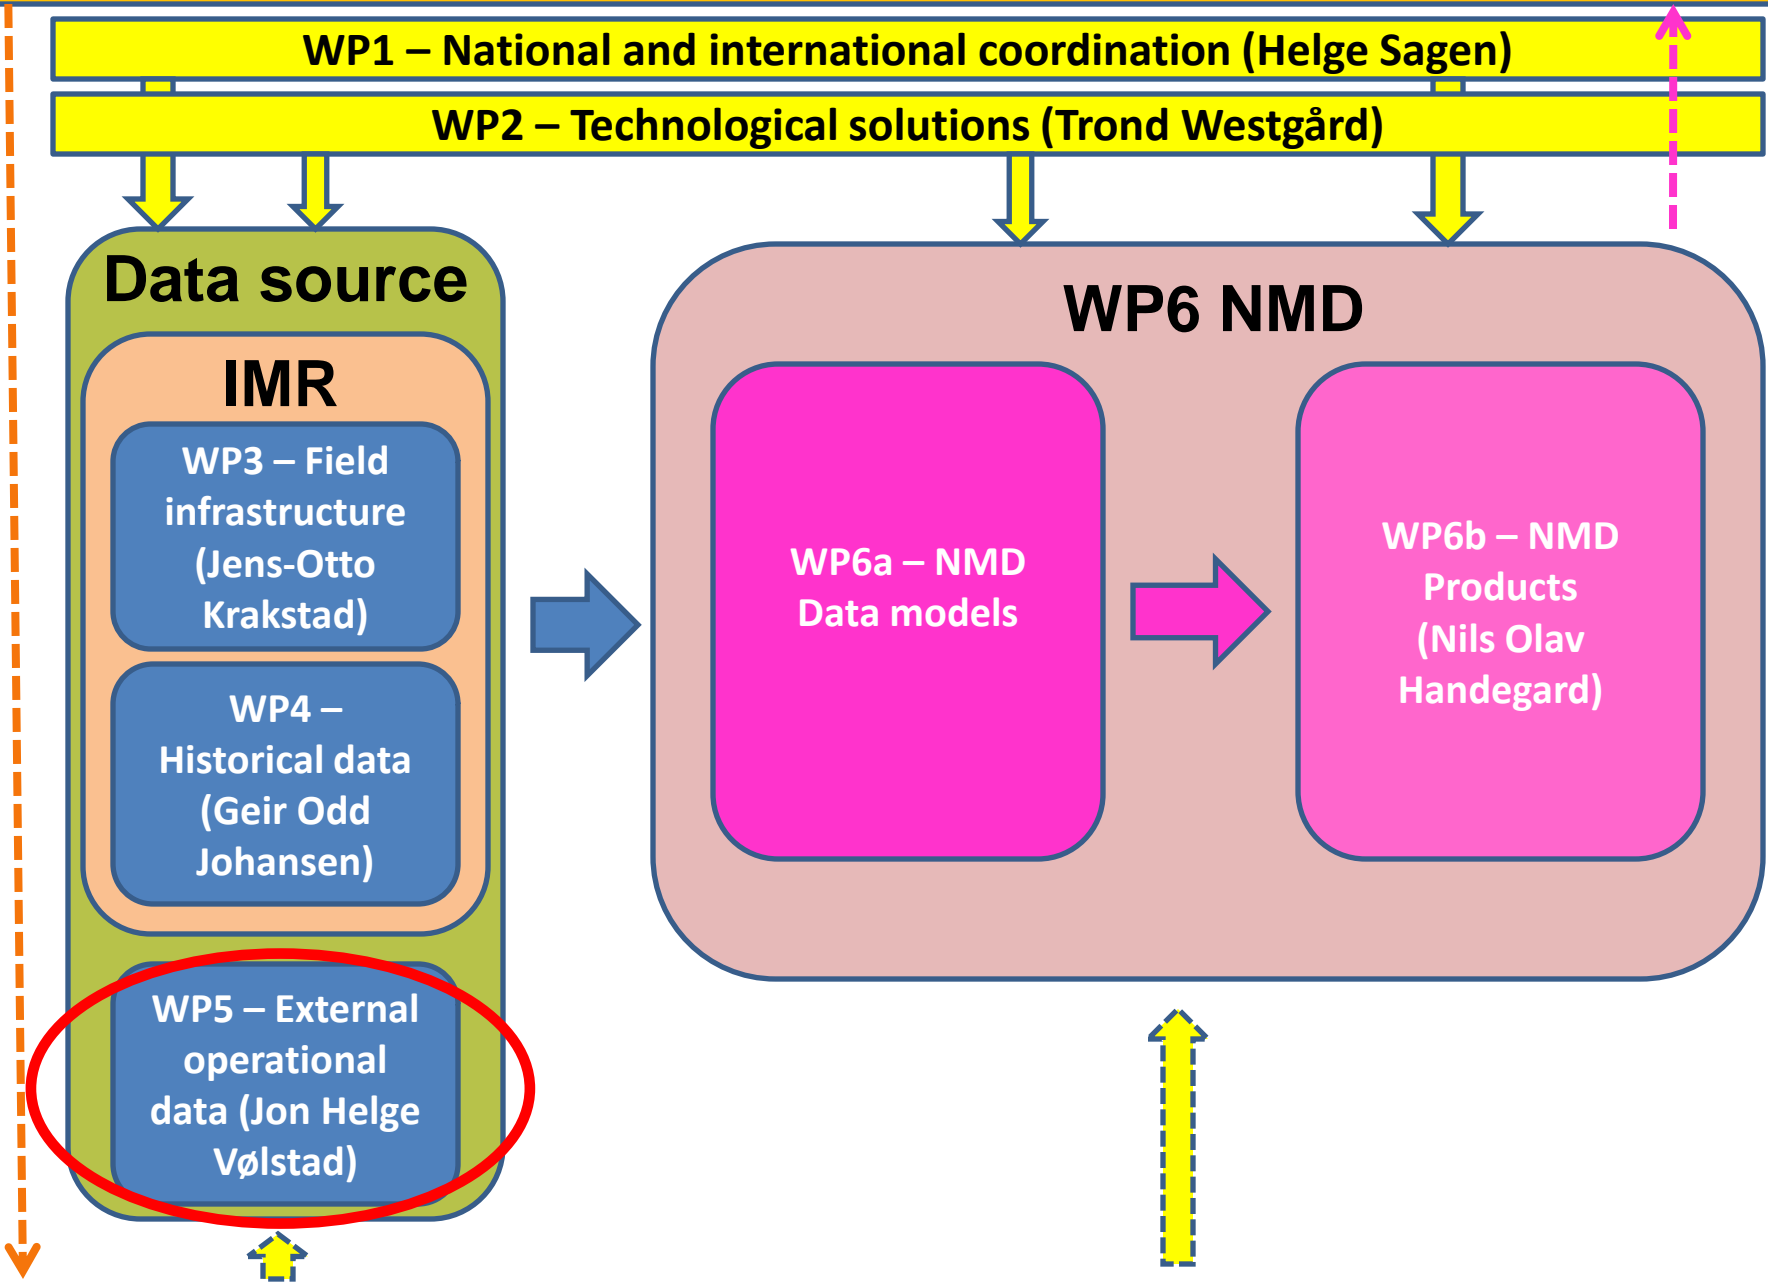 WP1 – National and international coordination (Helge Sagen)
WP2 – Technological solutions (Trond Westgård)
Data source
IMR
WP3 – Field
infrastructure
(Jens-Otto
Krakstad)
WP4 –
Historical data
(Geir Odd
Johansen)
WP5 – External
operational
data (Jon Helge
Vølstad)
WP6 NMD
WP6a – NMD
Data models
WP6b – NMD
Products
(Nils Olav
Handegard)